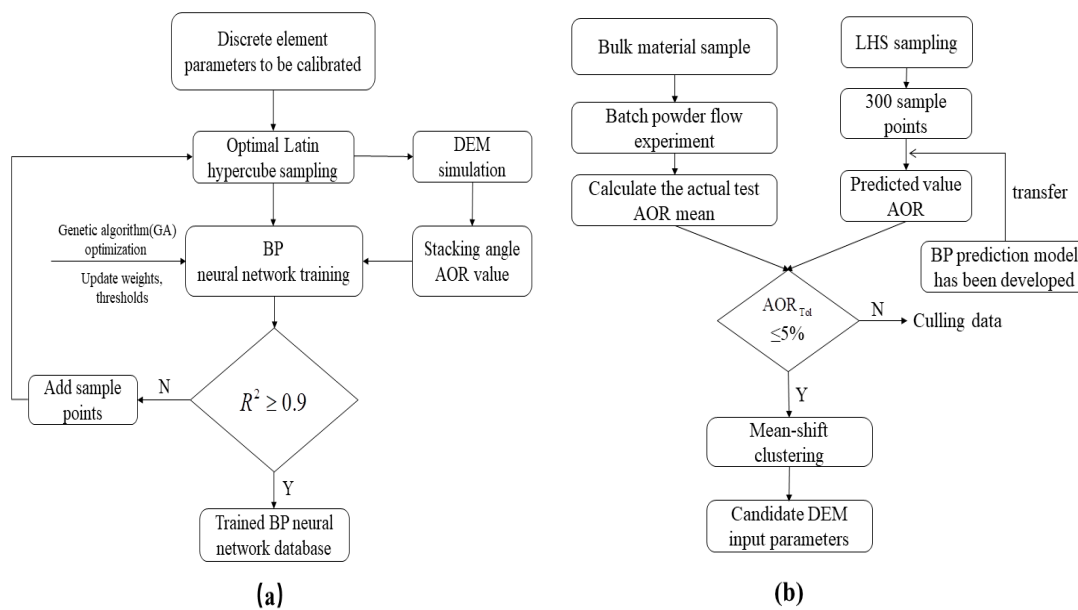 Discrete element
parameters to be calibrated
Optimal Latin
hypercube sampling
DEM
simulation
Genetic algorithm(GA)
optimization
Update weights,
thresholds
BP
neural network training
Stacking angle
AOR value
Add sample
points
N
R² ≥ 0.9
Y
Trained BP neural
network database
(a)
Bulk material sample
LHS sampling
Batch powder flow
experiment
300 sample
points
Calculate the actual test
AOR mean
Predicted value
AOR
transfer
BP prediction model
has been developed
AOR Tol
≤5%
N
Culling data
Y
Mean-shift
clustering
Candidate DEM
input parameters
(b)